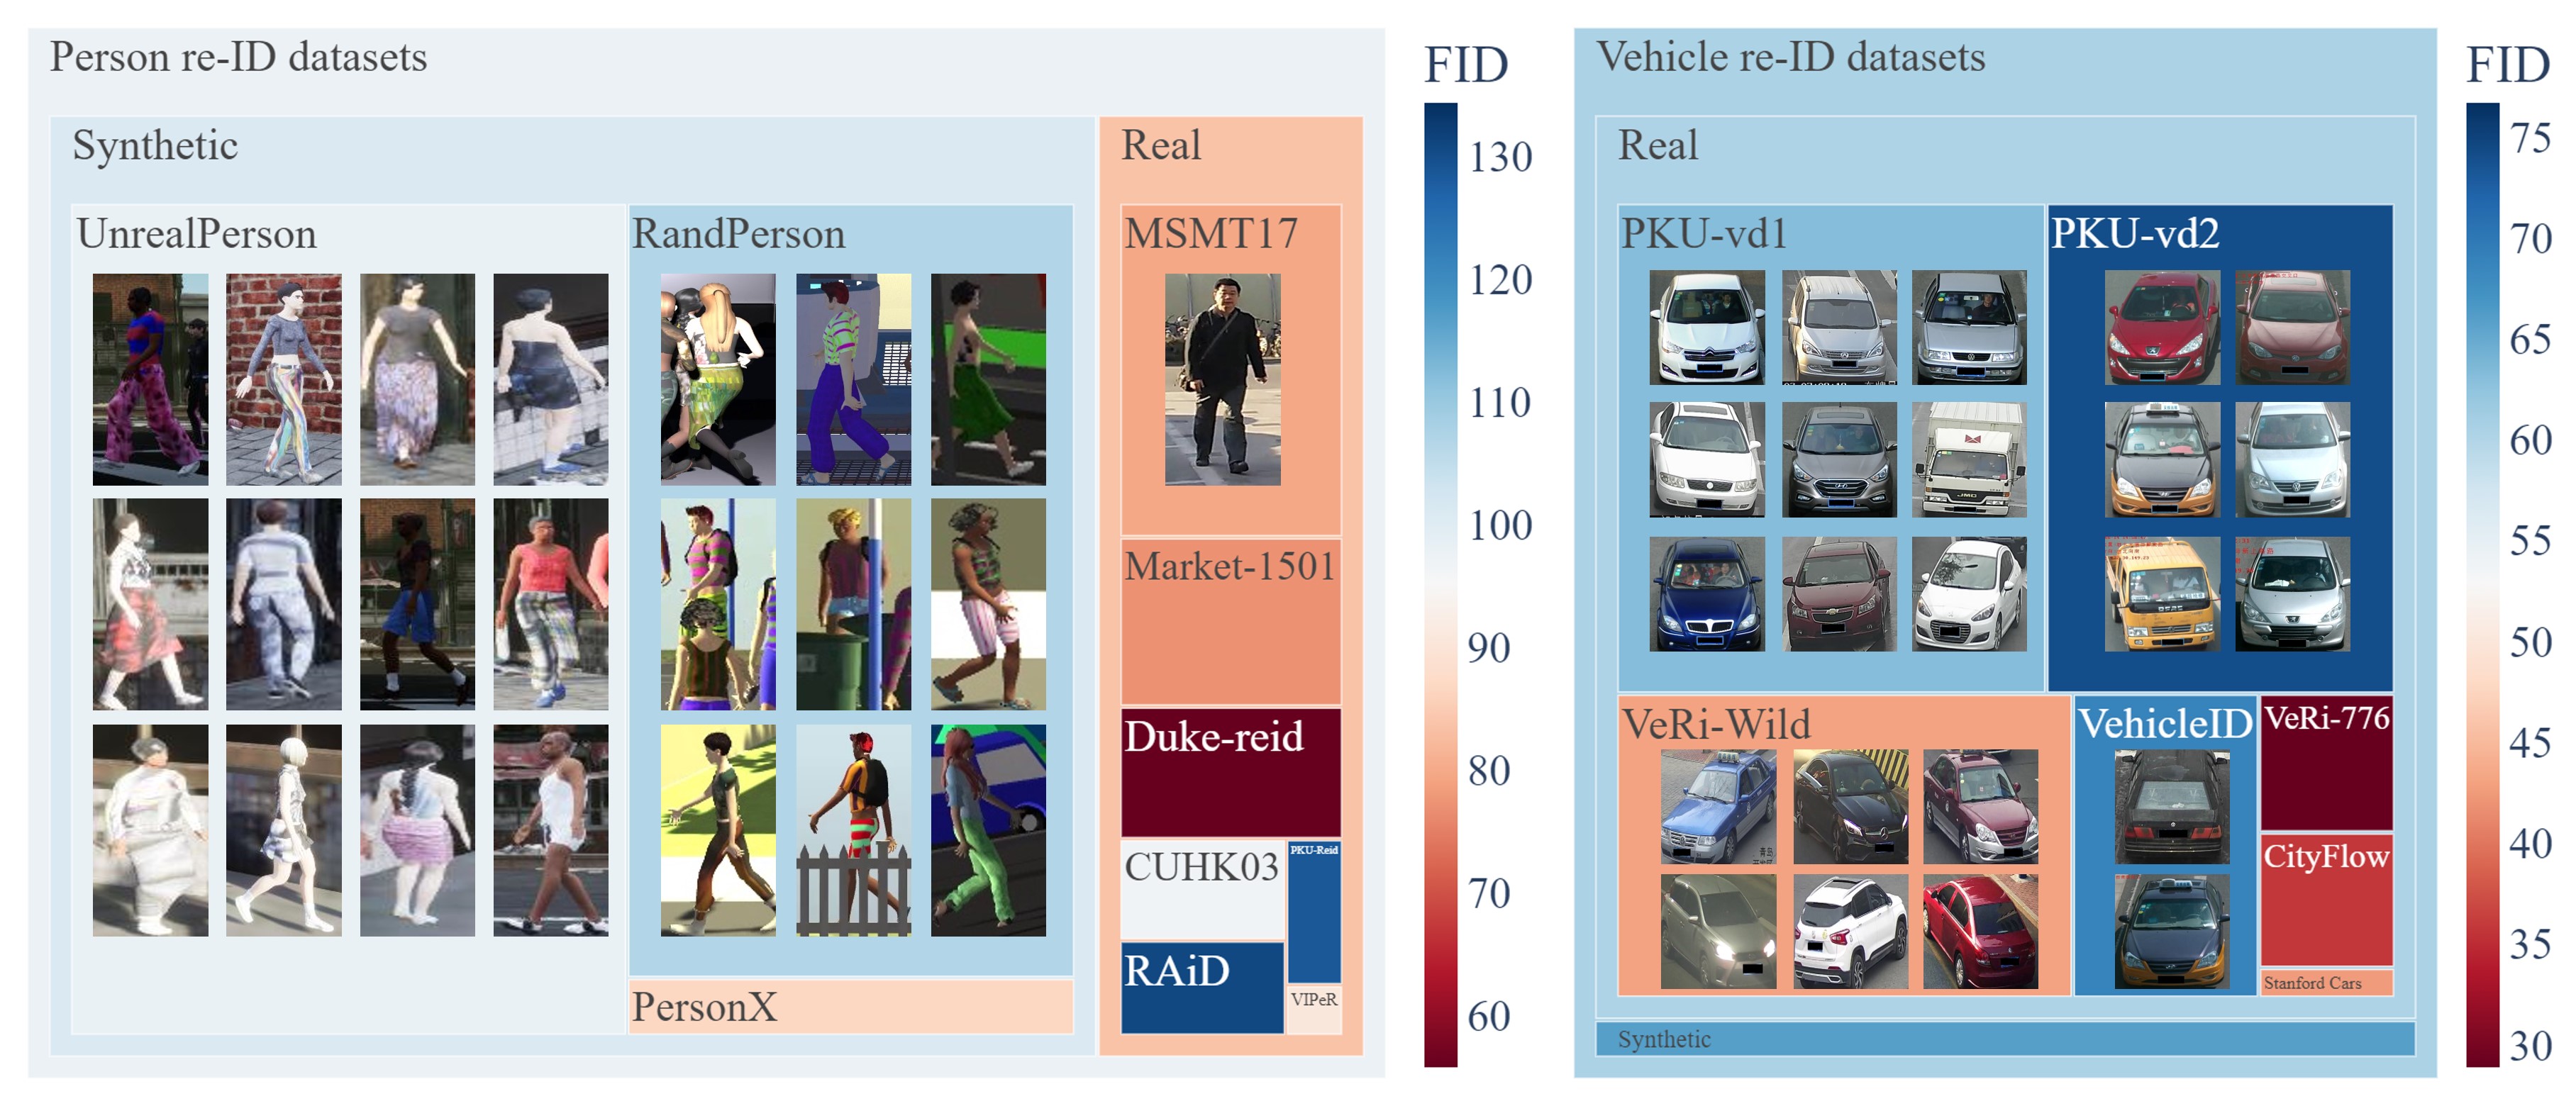 Person re-ID datasets
Synthetic
UnrealPerson
RandPerson
PersonX
Real
MSMT17
Market-1501
Duke-reid
CUHK03
PKU-Reid
RAiD
VIPeR
FID
130
120
110
100
90
80
70
60
Vehicle re-ID datasets
Real
PKU-vd1
PKU-vd2
VeRi-Wild
VehicleID
VeRi-776
CityFlow
Stanford Cars
Synthetic
FID
75
70
65
60
55
50
45
40
35
30